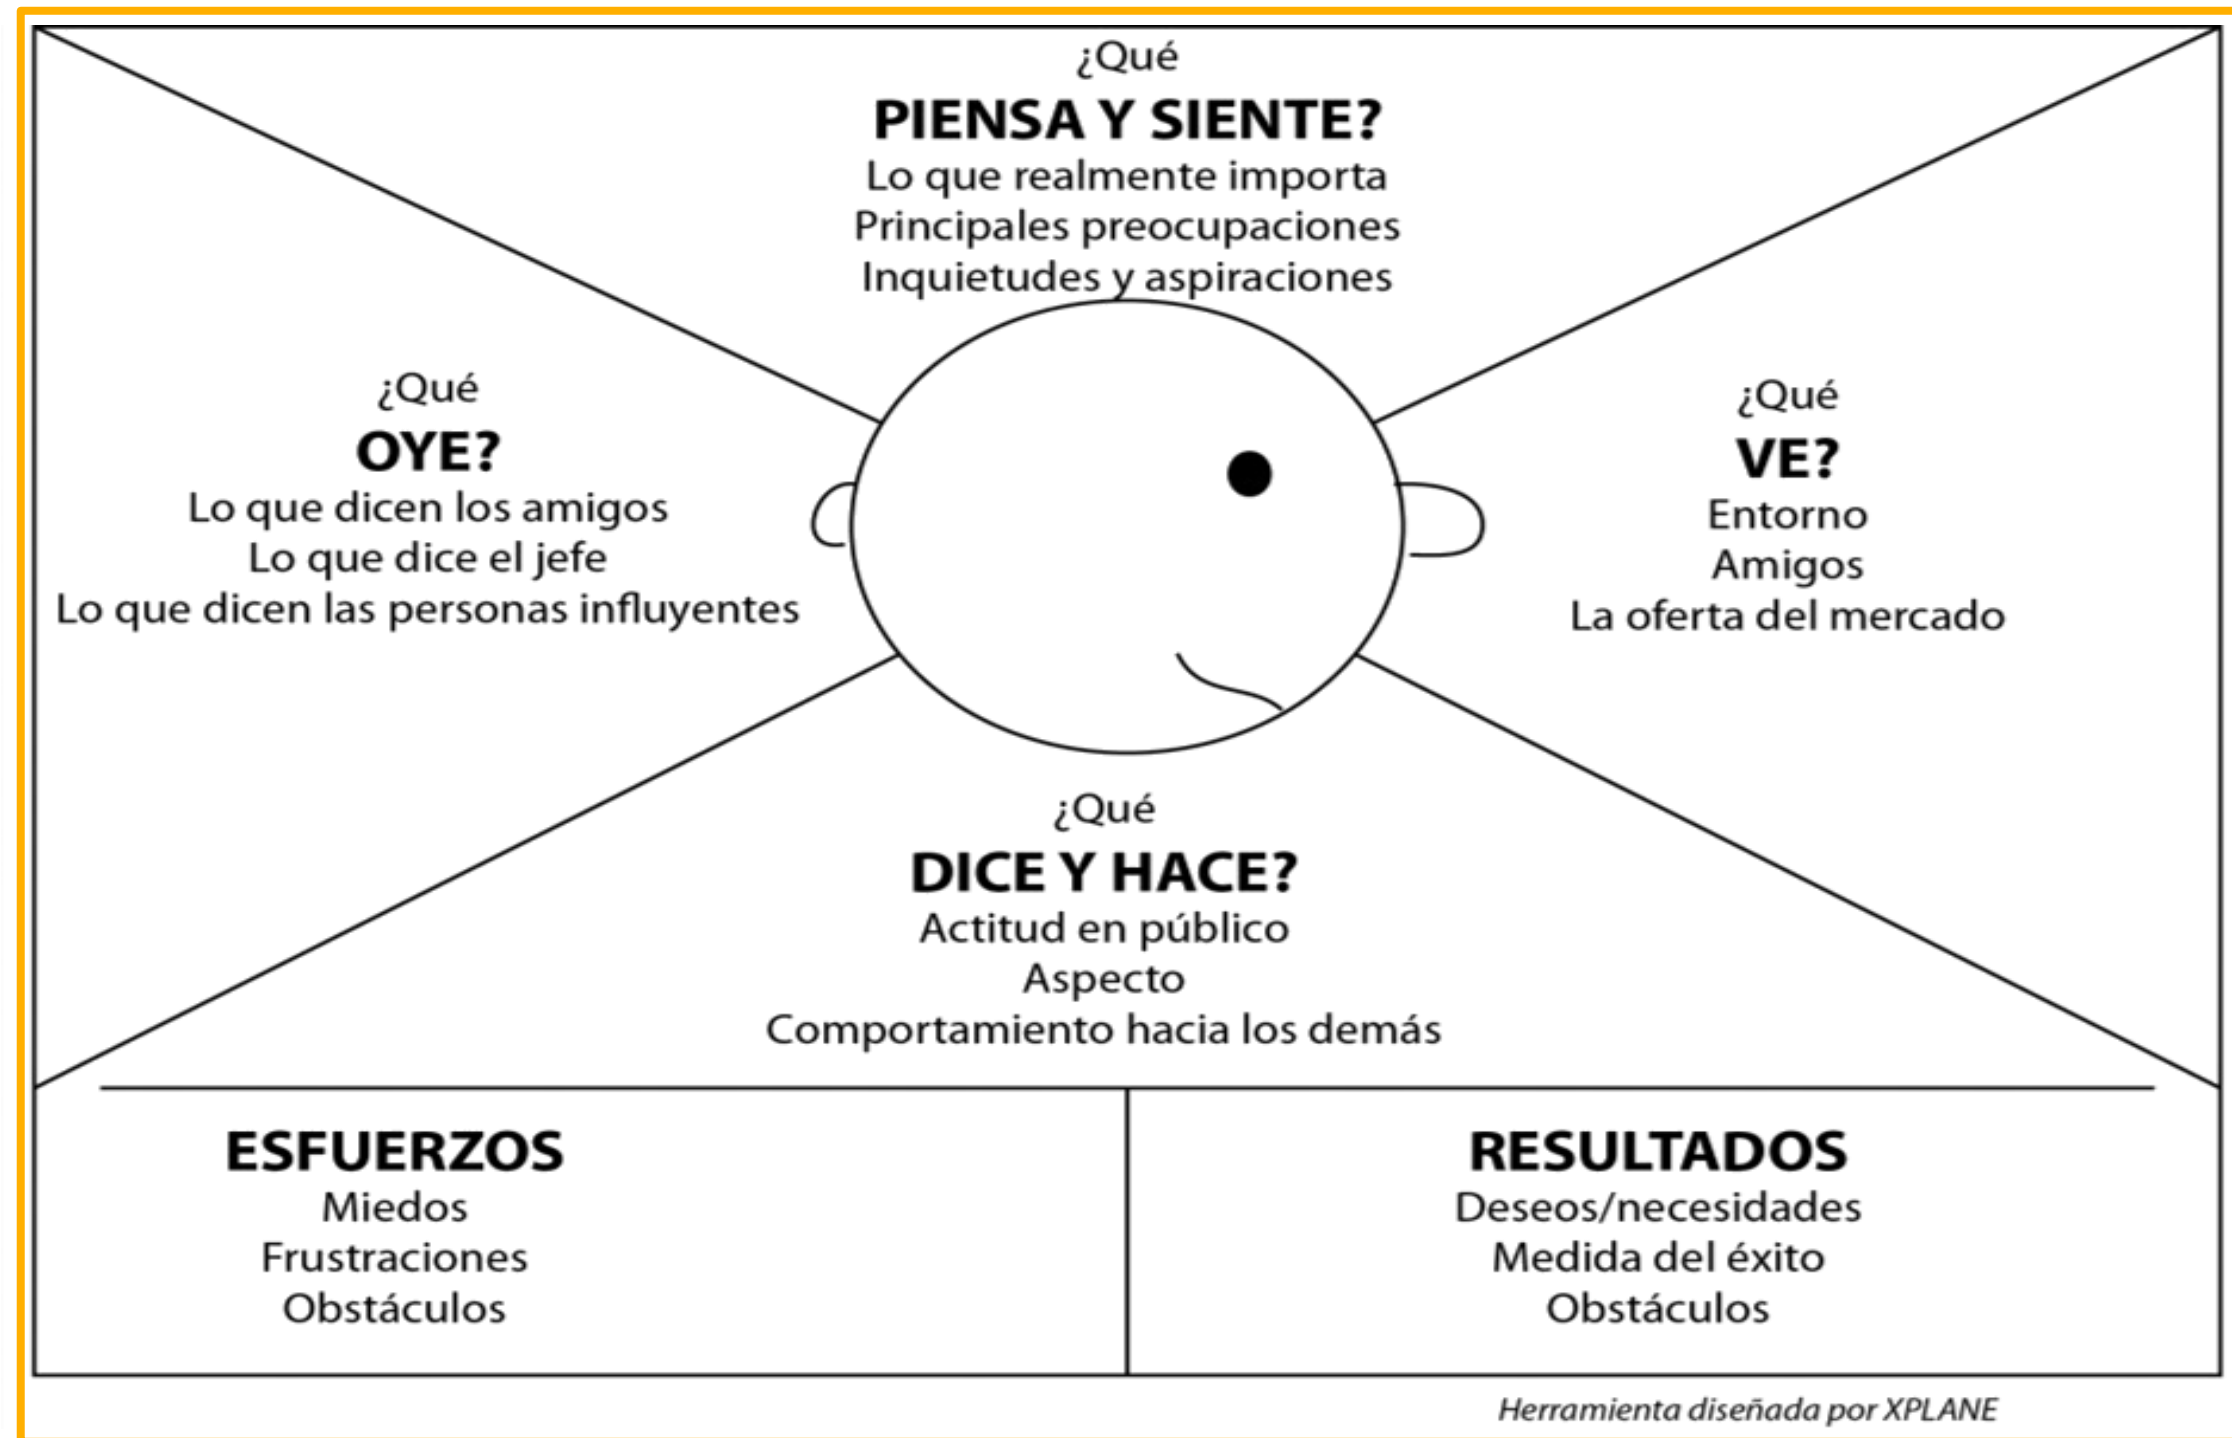 ¿Qué
PIENSA Y SIENTE?
Lo que realmente importa
Principales preocupaciones
Inquietudes y aspiraciones
¿Qué
OYE?
Lo que dicen los amigos
Lo que dice el jefe
Lo que dicen las personas influyentes
¿Qué
VE?
Entorno
Amigos
La oferta del mercado
¿Qué
DICE Y HACE?
Actitud en público
Aspecto
Comportamiento hacia los demás
ESFUERZOS
Miedos
Frustraciones
Obstáculos
RESULTADOS
Deseos/necesidades
Medida del éxito
Obstáculos
Herramienta diseñada por XPLANE